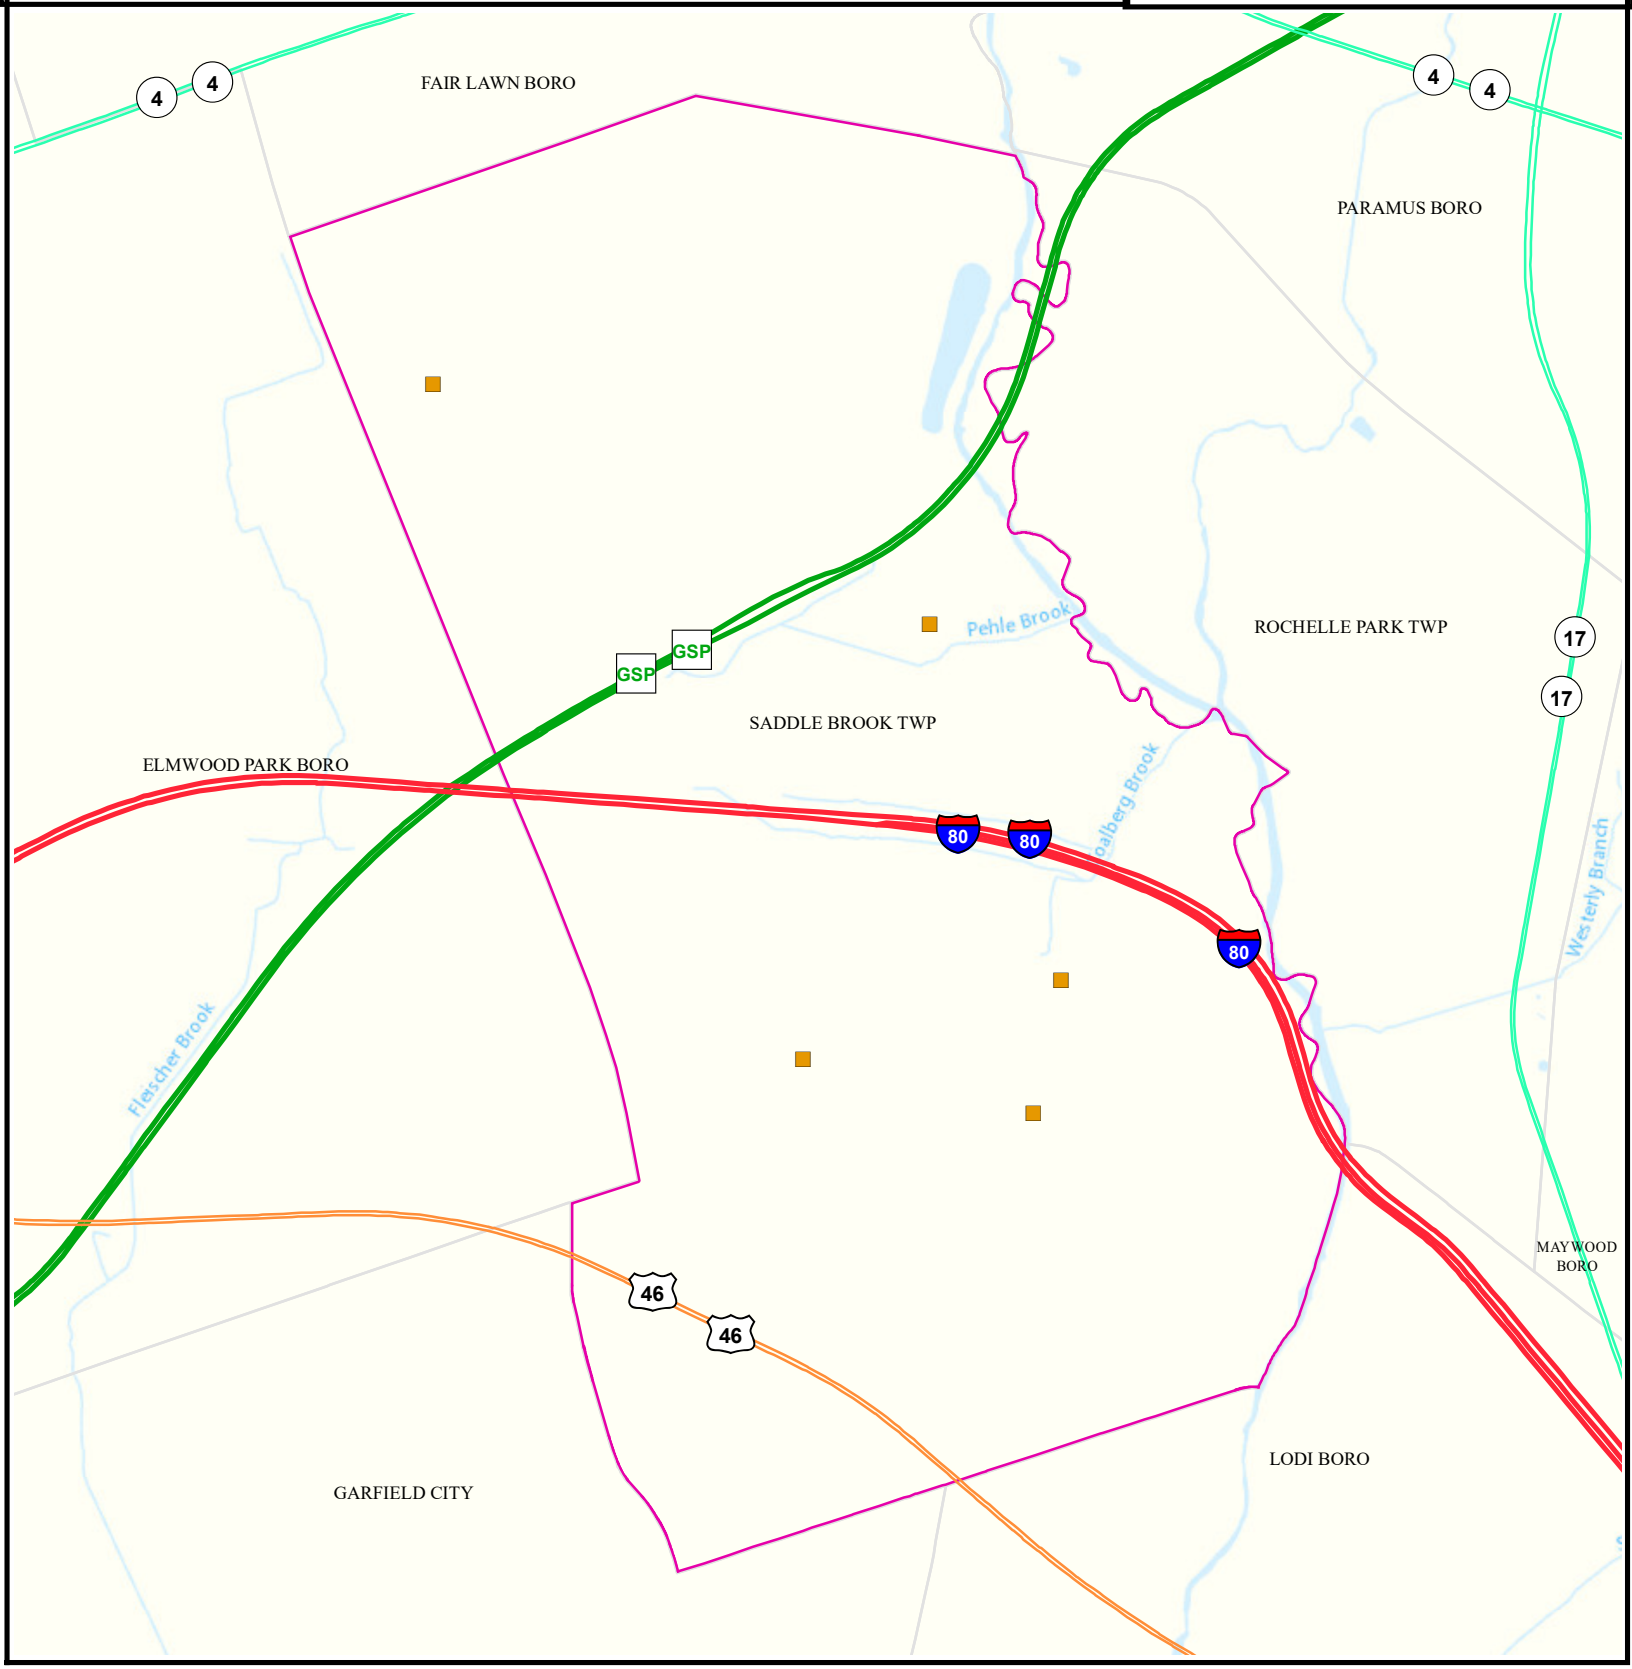 4
4
FAIR LAWN BORO
4
4
PARAMUS BORO
Pehle Brook
ROCHELLE PARK TWP
17
GSP
GSP
17
SADDLE BROOK TWP
ELMWOOD PARK BORO
80
80
oalberg Brook
Westerly Branch
80
Fleischer Brook
MAYWOOD
BORO
46
46
LODI BORO
GARFIELD CITY